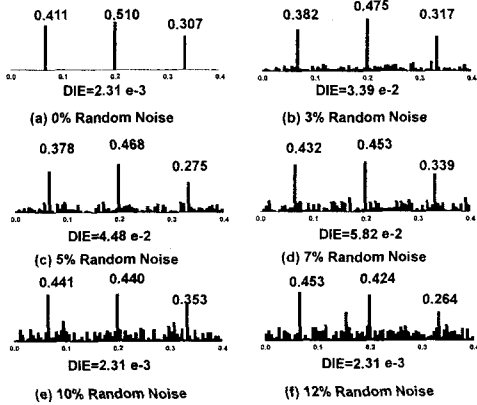 0.411 0.510 0.307
0.0 0.1 0.2 0.3 0.4
DIE=2.31 e-3
(a) 0% Random Noise
0.382 0.475 0.317
0.0 0.1 0.2 0.3 0.4
DIE=3.39 e-2
(b) 3% Random Noise
0.378 0.468 0.275
0.0 0.1 0.2 0.3 0.4
DIE=4.48 e-2
(c) 5% Random Noise
0.432 0.453 0.339
0.0 0.1 0.2 0.3 0.4
DIE=5.82 e-2
(d) 7% Random Noise
0.441 0.440 0.353
0.0 0.1 0.2 0.3 0.4
DIE=2.31 e-3
(e) 10% Random Noise
0.453 0.424 0.264
0.0 0.1 0.2 0.3 0.4
DIE=2.31 e-3
(f) 12% Random Noise